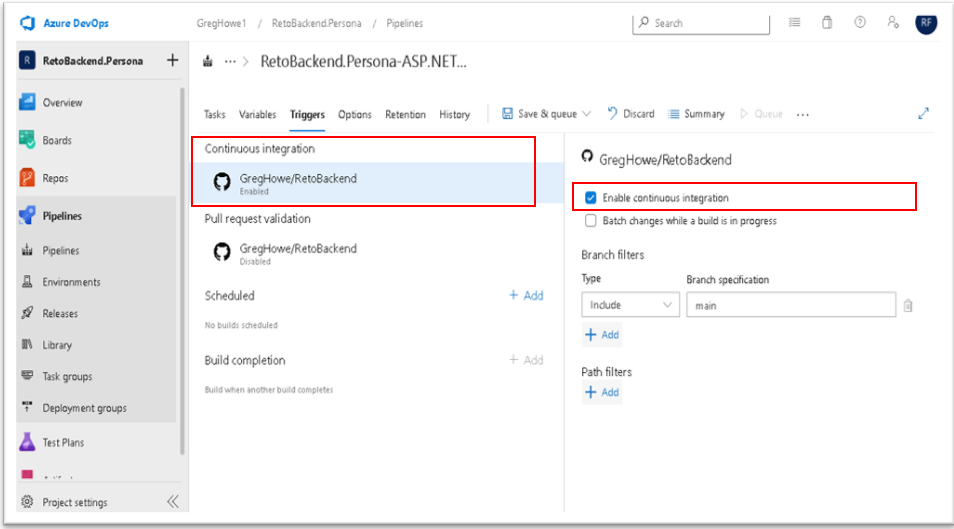 Azure DevOps
GregHowe1 / RetoBackend.Persona / Pipelines
Search
RF
R RetoBackend.Persona
... > RetoBackend.Persona-ASP.NET...
Overview
Boards
Repos
Pipelines
Pipelines
Environments
Releases
Library
Task groups
Deployment groups
Test Plans
Project settings
Tasks Variables Triggers Options Retention History Save & queue Discard Summary Queue ...
Continuous integration
GregHowe/RetoBackend
Enabled
Pull request validation
GregHowe/RetoBackend
Disabled
Scheduled + Add
No builds scheduled
Build completion + Add
Build when another build completes
GregHowe/RetoBackend
Enable continuous integration
Batch changes while a build is in progress
Branch filters
Type Branch specification
Include main
+ Add
Path filters
+ Add